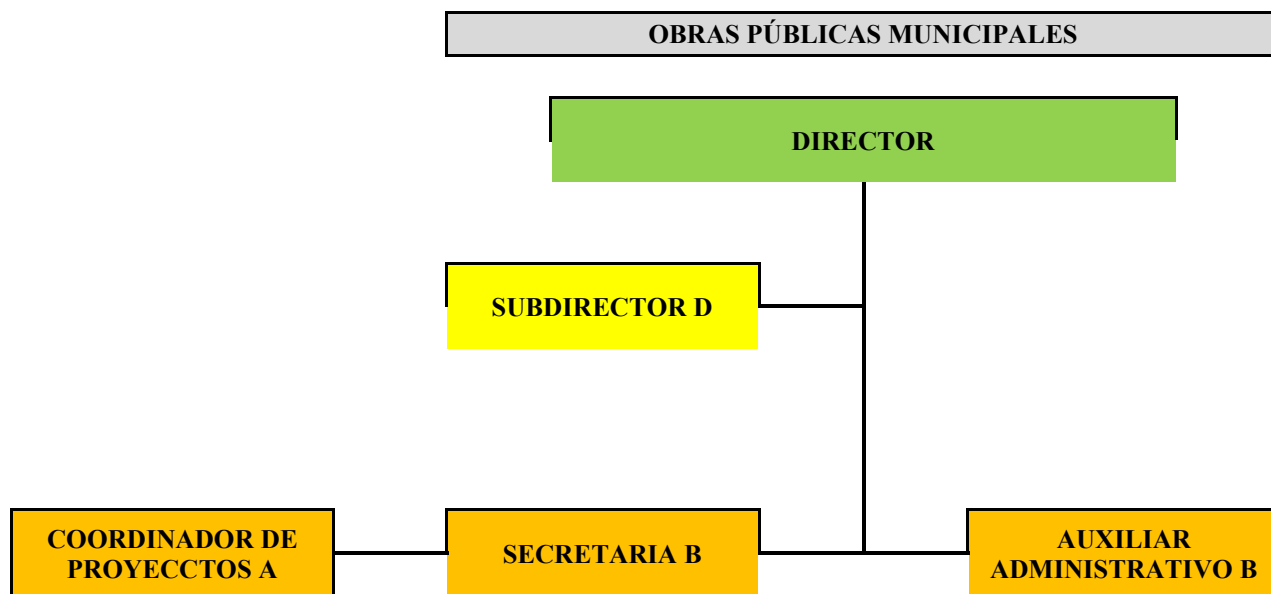 OBRAS PÚBLICAS MUNICIPALES
DIRECTOR
SUBDIRECTOR D
COORDINADOR DE
PROYECCTOS A
SECRETARIA B
AUXILIAR
ADMINISTRATIVO B